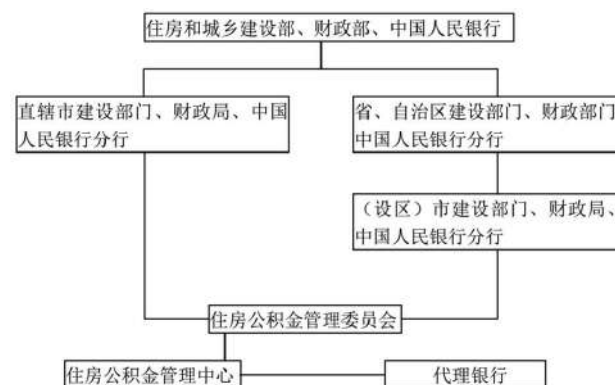 住房和城乡建设部、财政部、中国人民银行
直辖市建设部门、财政局、中国
人民银行分行
省、自治区建设部门、财政部门、
中国人民银行分行
（设区）市建设部门、财政局、
中国人民银行分行
住房公积金管理委员会
住房公积金管理中心
代理银行